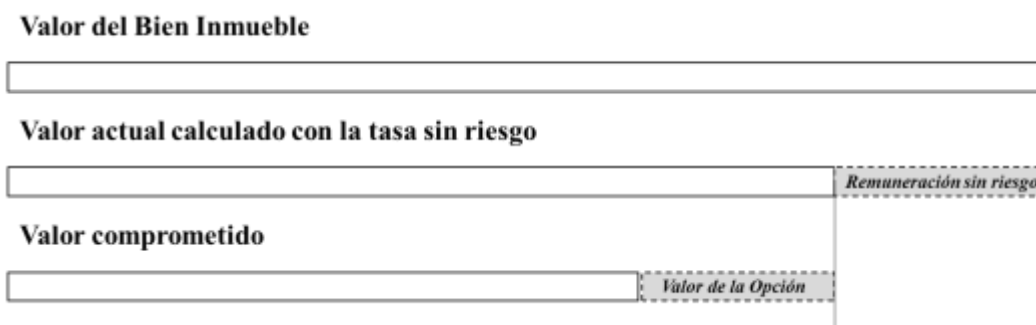 Valor del Bien Inmueble
Valor actual calculado con la tasa sin riesgo
Remuneración sin riesgo
Valor comprometido
Valor de la Opción